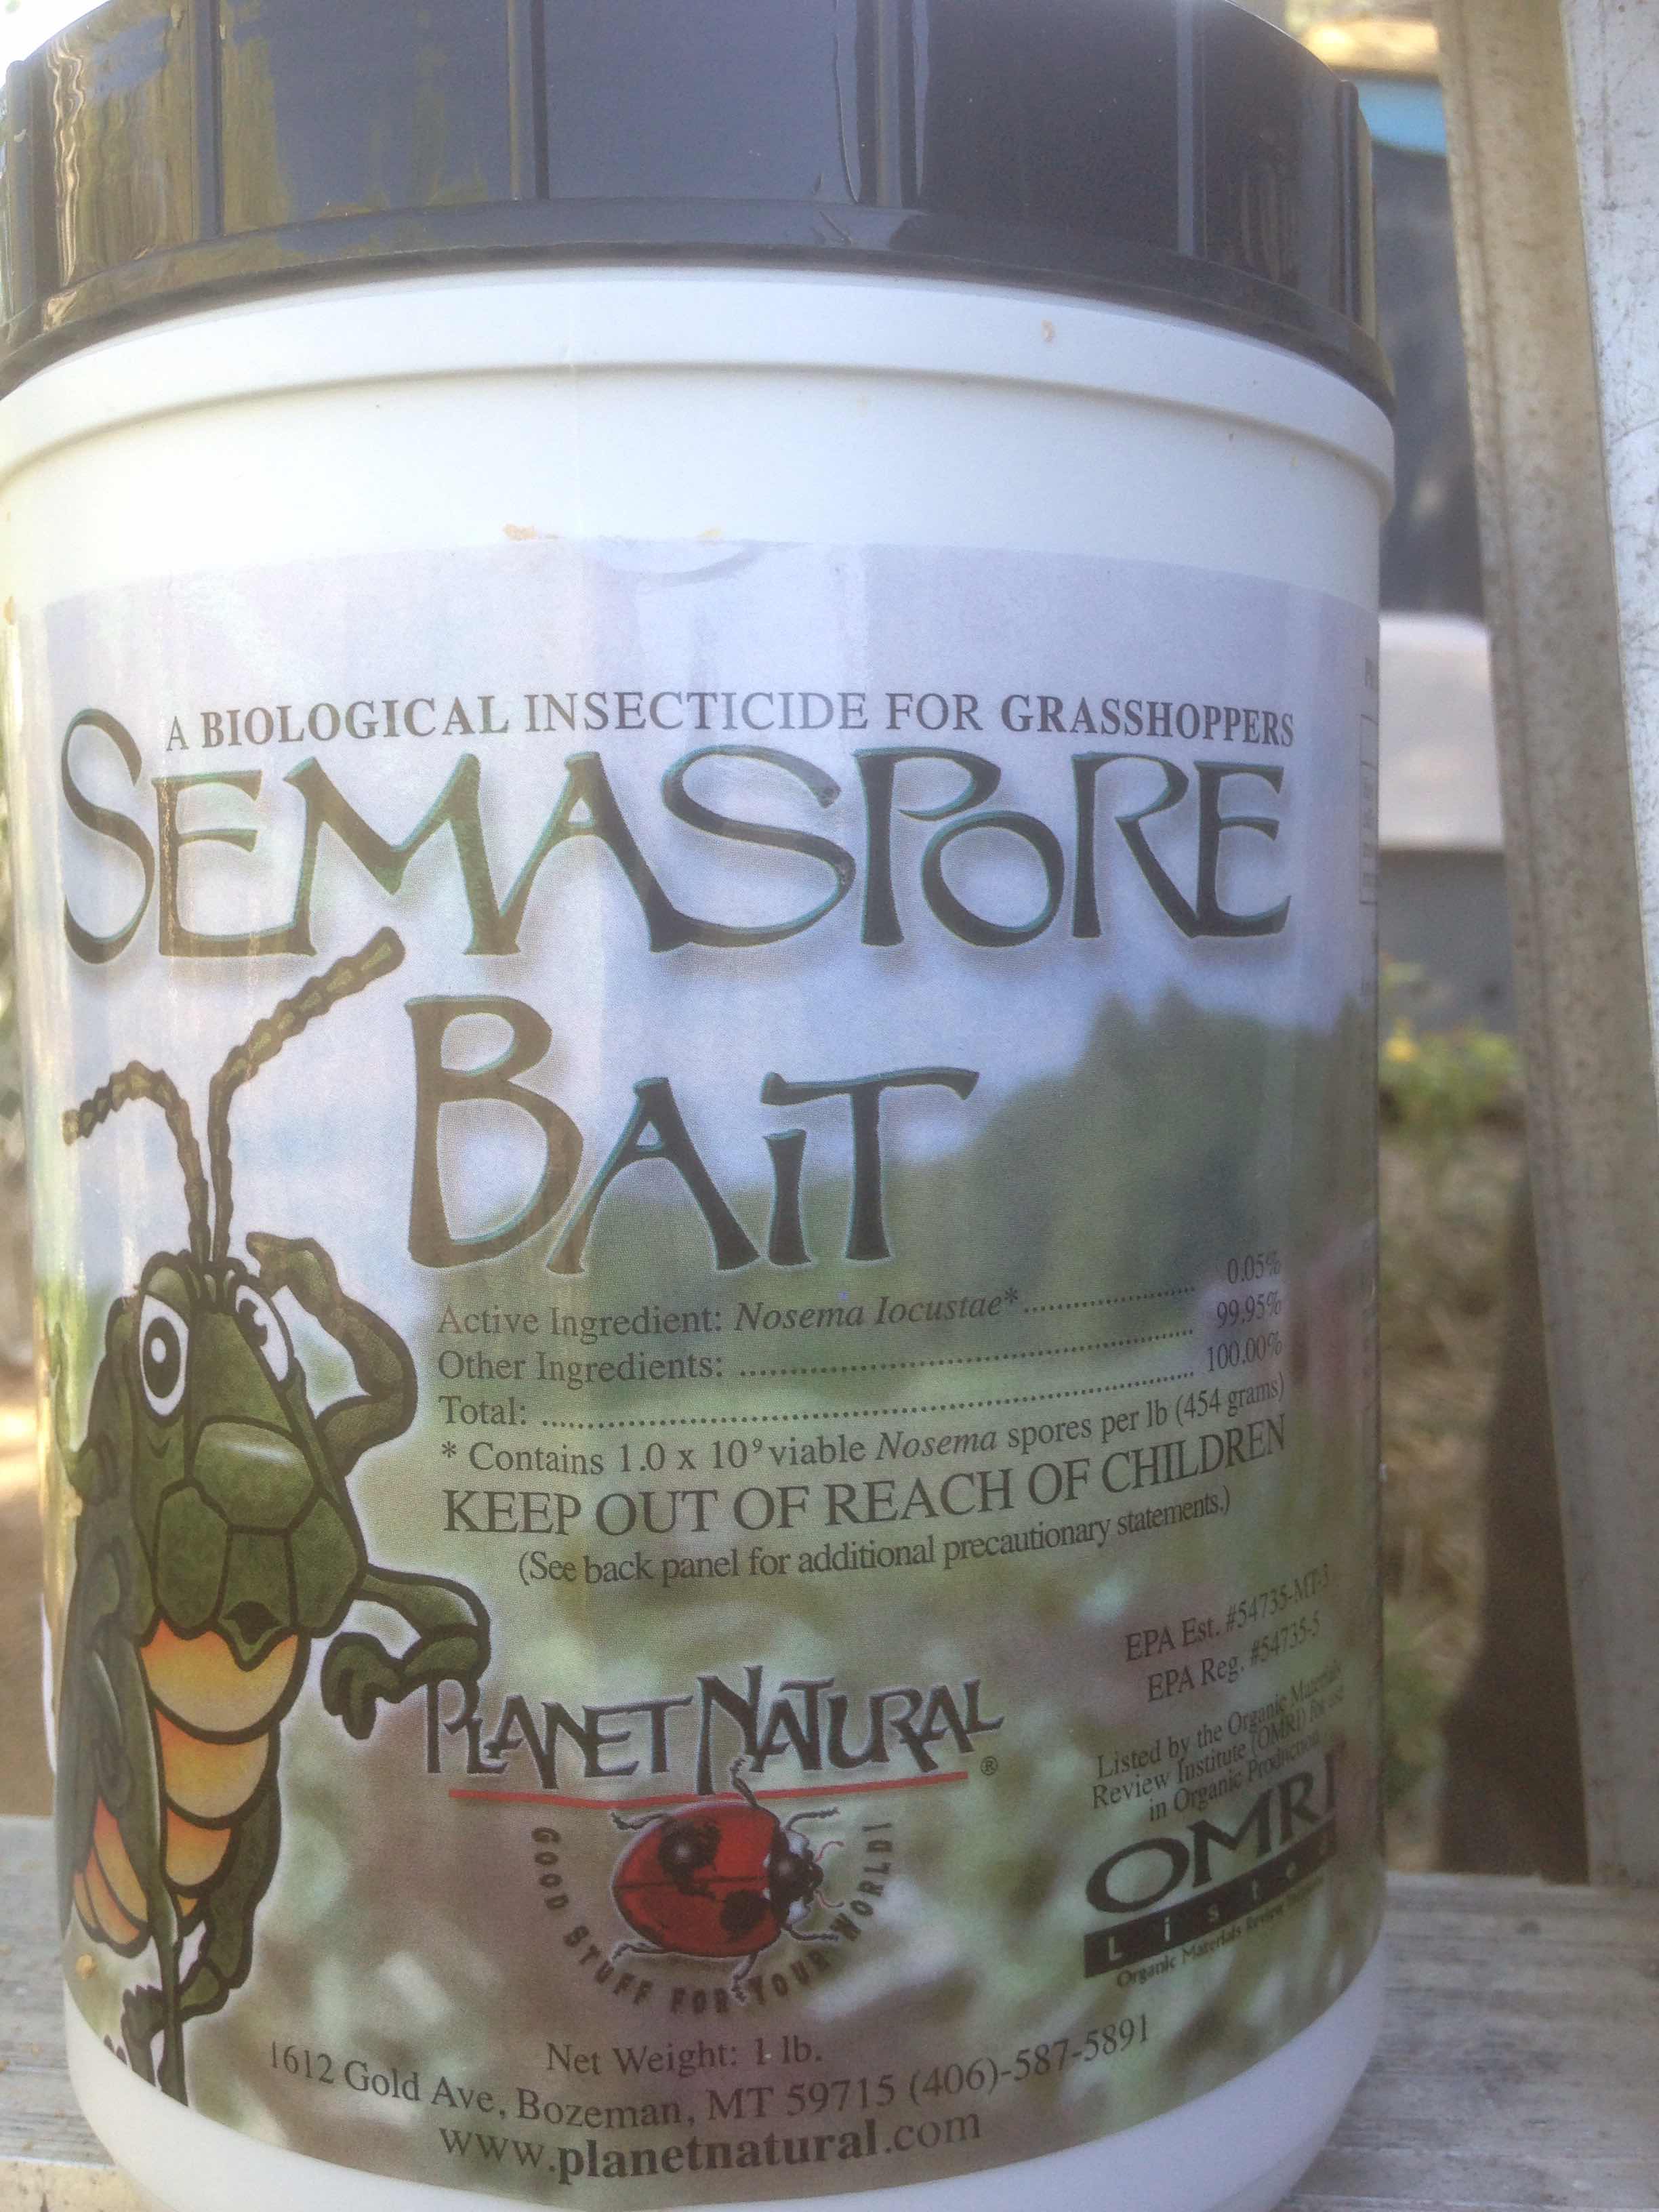 A BIOLOGICAL INSECTICIDE FOR GRASSHOPPERS
SEMASPORE
BAiT
Active Ingredient: Nosema locustae*.................... 0.05%
Other Ingredients: .................... 99.95%
Total: .................... 100.00%
* Contains 1.0 x 10⁹ viable Nosema spores per lb (454 grams)
KEEP OUT OF REACH OF CHILDREN
(See back panel for additional precautionary statements.)
EPA Est. #54735-MT-1
EPA Reg. #54735-5
PLANET NATURAL®
GOOD STUFF FOR YOUR WORLD!
Listed by the Organic Materials
Review Institute (OMRI) for use
in Organic Production
OMRI
Listed
Organic Materials Review Institute
Net Weight: 1 lb.
1612 Gold Ave, Bozeman, MT 59715 (406)-587-5891
www.planetnatural.com